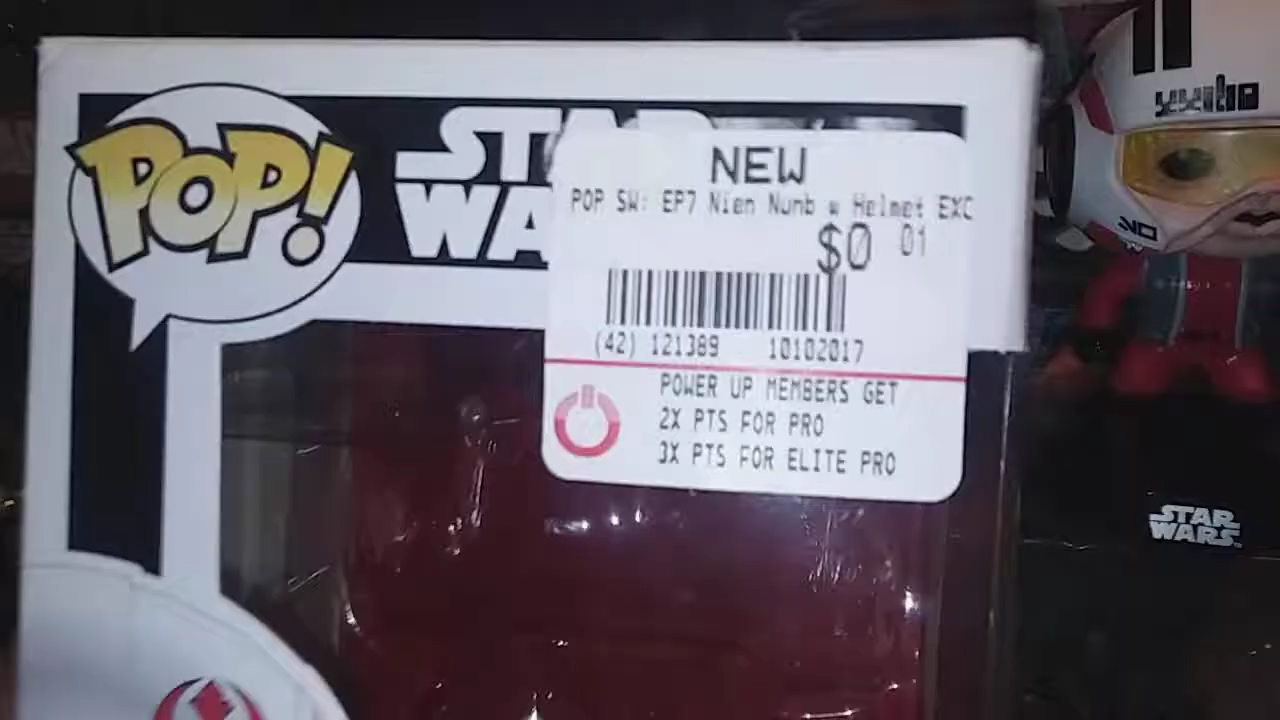 POP!
STAR
WA
NEW
POP SW: EP7 Nien Nunb w Helmet EXC
$0 01
(42) 121389 10102017
POWER UP MEMBERS GET
2X PTS FOR PRO
3X PTS FOR ELITE PRO
STAR
WARS